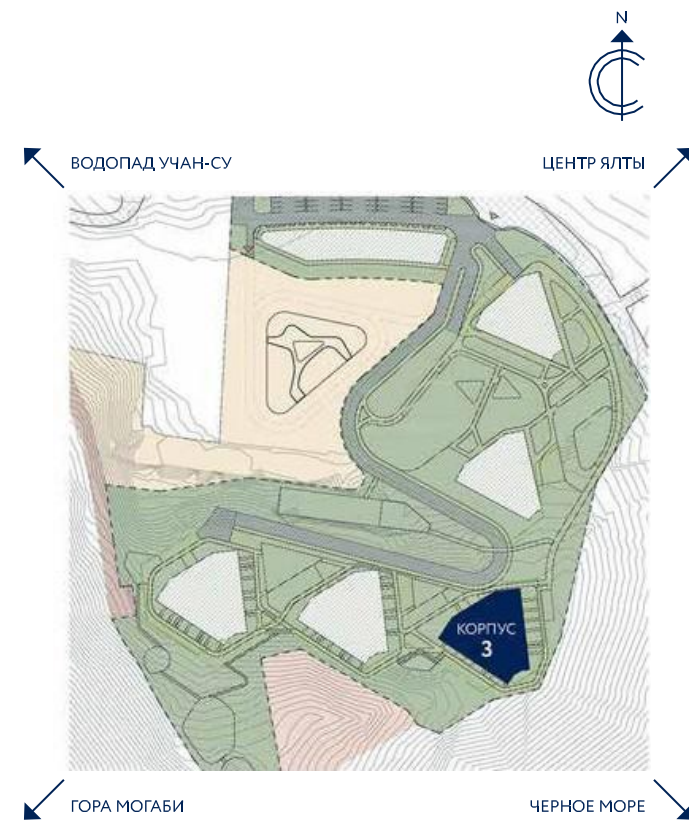 N
ВОДОПАД УЧАН-СУ
ЦЕНТР ЯЛТЫ
КОРПУС
3
ГОРА МОГАБИ
ЧЕРНОЕ МОРЕ